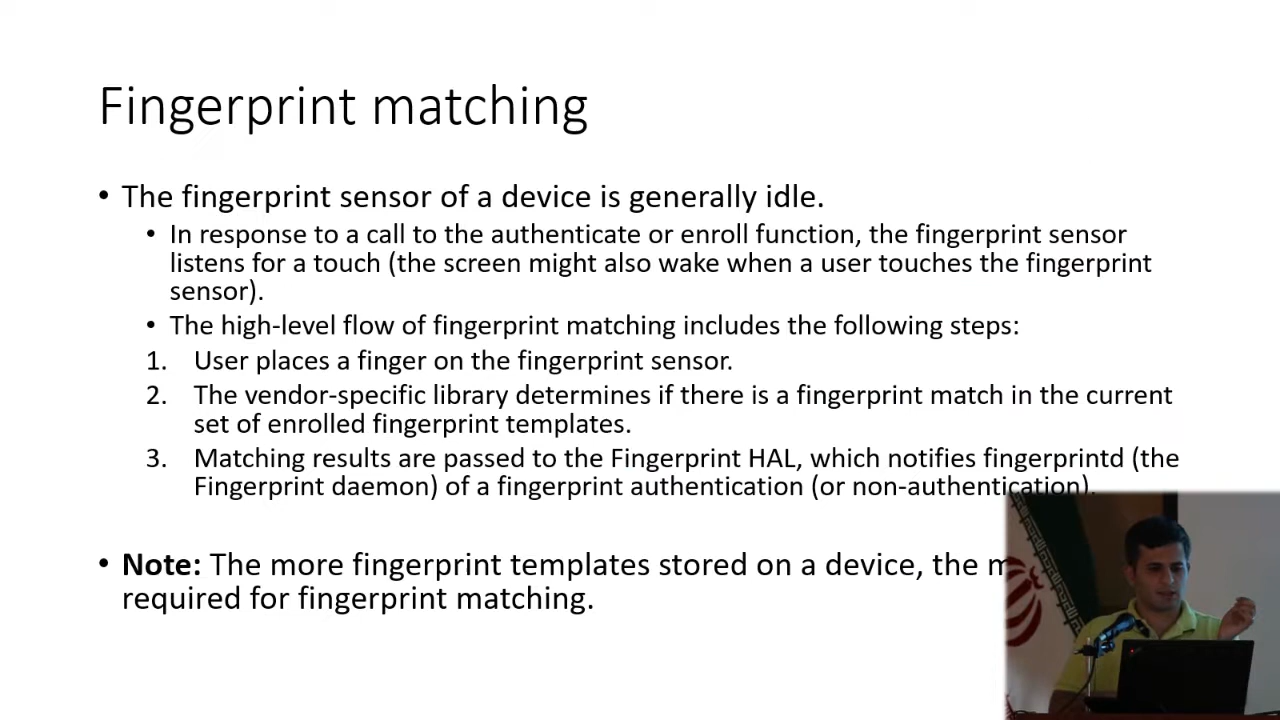 Fingerprint matching
• The fingerprint sensor of a device is generally idle.
• In response to a call to the authenticate or enroll function, the fingerprint sensor
listens for a touch (the screen might also wake when a user touches the fingerprint
sensor).
• The high-level flow of fingerprint matching includes the following steps:
1. User places a finger on the fingerprint sensor.
2. The vendor-specific library determines if there is a fingerprint match in the current
set of enrolled fingerprint templates.
3. Matching results are passed to the Fingerprint HAL, which notifies fingerprintd (the
Fingerprint daemon) of a fingerprint authentication (or non-authentication).
• Note: The more fingerprint templates stored on a device, the
required for fingerprint matching.